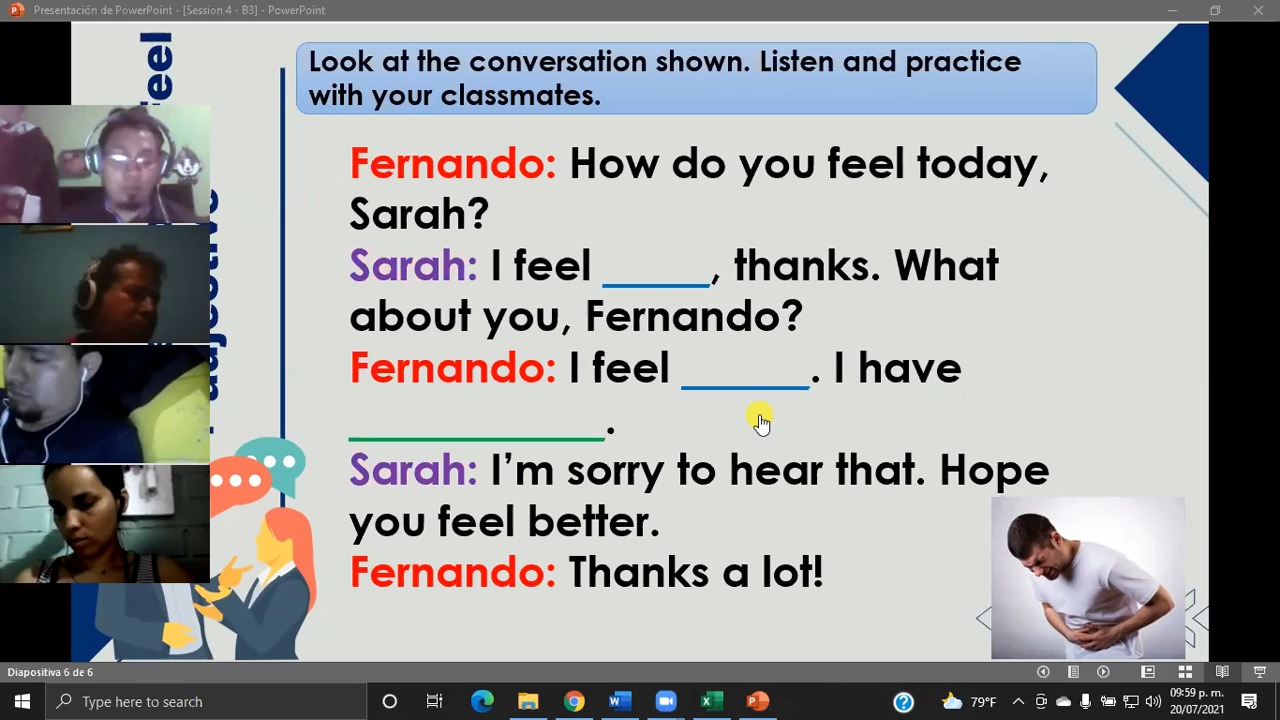 Presentación de PowerPoint - [Session 4 - B3] - PowerPoint
Look at the conversation shown. Listen and practice
with your classmates.
Fernando: How do you feel today,
Sarah?
Sarah: I feel _____, thanks. What
about you, Fernando?
Fernando: I feel ______. I have
____________.
Sarah: I'm sorry to hear that. Hope
you feel better.
Fernando: Thanks a lot!
Diapositiva 6 de 6
Type here to search
79°F
09:59 p. m.
20/07/2021